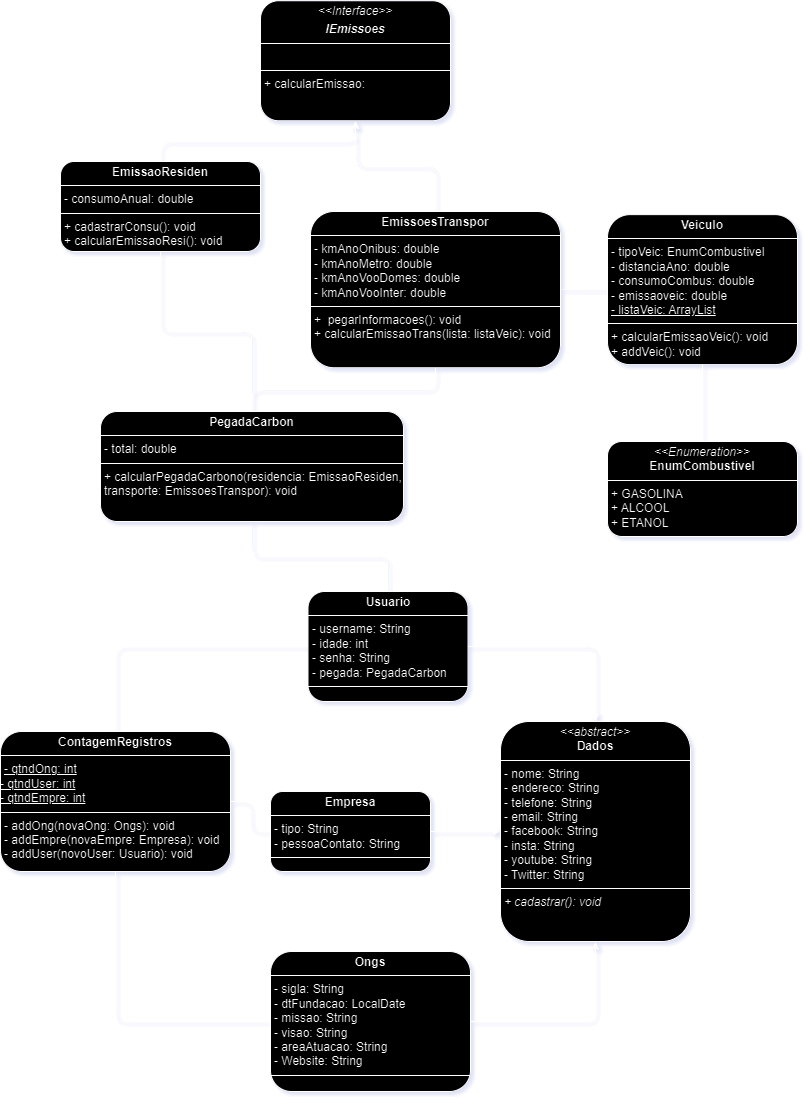 <<Interface>>
IEmissoes
+ calcularEmissao:
EmissaoResiden
- consumoAnual: double
+ cadastrarConsu(): void
+ calcularEmissaoResi(): void
EmissoesTranspor
- kmAnoOnibus: double
- kmAnoMetro: double
- kmAnoVooDomes: double
- kmAnoVooInter: double
+  pegarInformacoes(): void
+ calcularEmissaoTrans(lista: listaVeic): void
Veiculo
- tipoVeic: EnumCombustivel
- distanciaAno: double
- consumoCombus: double
- emissaoveic: double
- listaVeic: ArrayList
+ calcularEmissaoVeic(): void
+ addVeic(): void
PegadaCarbon
- total: double
+ calcularPegadaCarbono(residencia: EmissaoResiden,
transporte: EmissoesTranspor): void
<<Enumeration>>
EnumCombustivel
+ GASOLINA
+ ALCOOL
+ ETANOL
Usuario
- username: String
- idade: int
- senha: String
- pegada: PegadaCarbon
ContagemRegistros
- qtndOng: int
- qtndUser: int
- qtndEmpre: int
+ addOng(novaOng: Ongs): void
+ addEmpre(novaEmpre: Empresa): void
+ addUser(novoUser: Usuario): void
Empresa
- tipo: String
- pessoaContato: String
<<abstract>>
Dados
- nome: String
- endereco: String
- telefone: String
- email: String
- facebook: String
- insta: String
- youtube: String
- Twitter: String
+ cadastrar(): void
Ongs
- sigla: String
- dtFundacao: LocalDate
- missao: String
- visao: String
- areaAtuacao: String
- Website: String